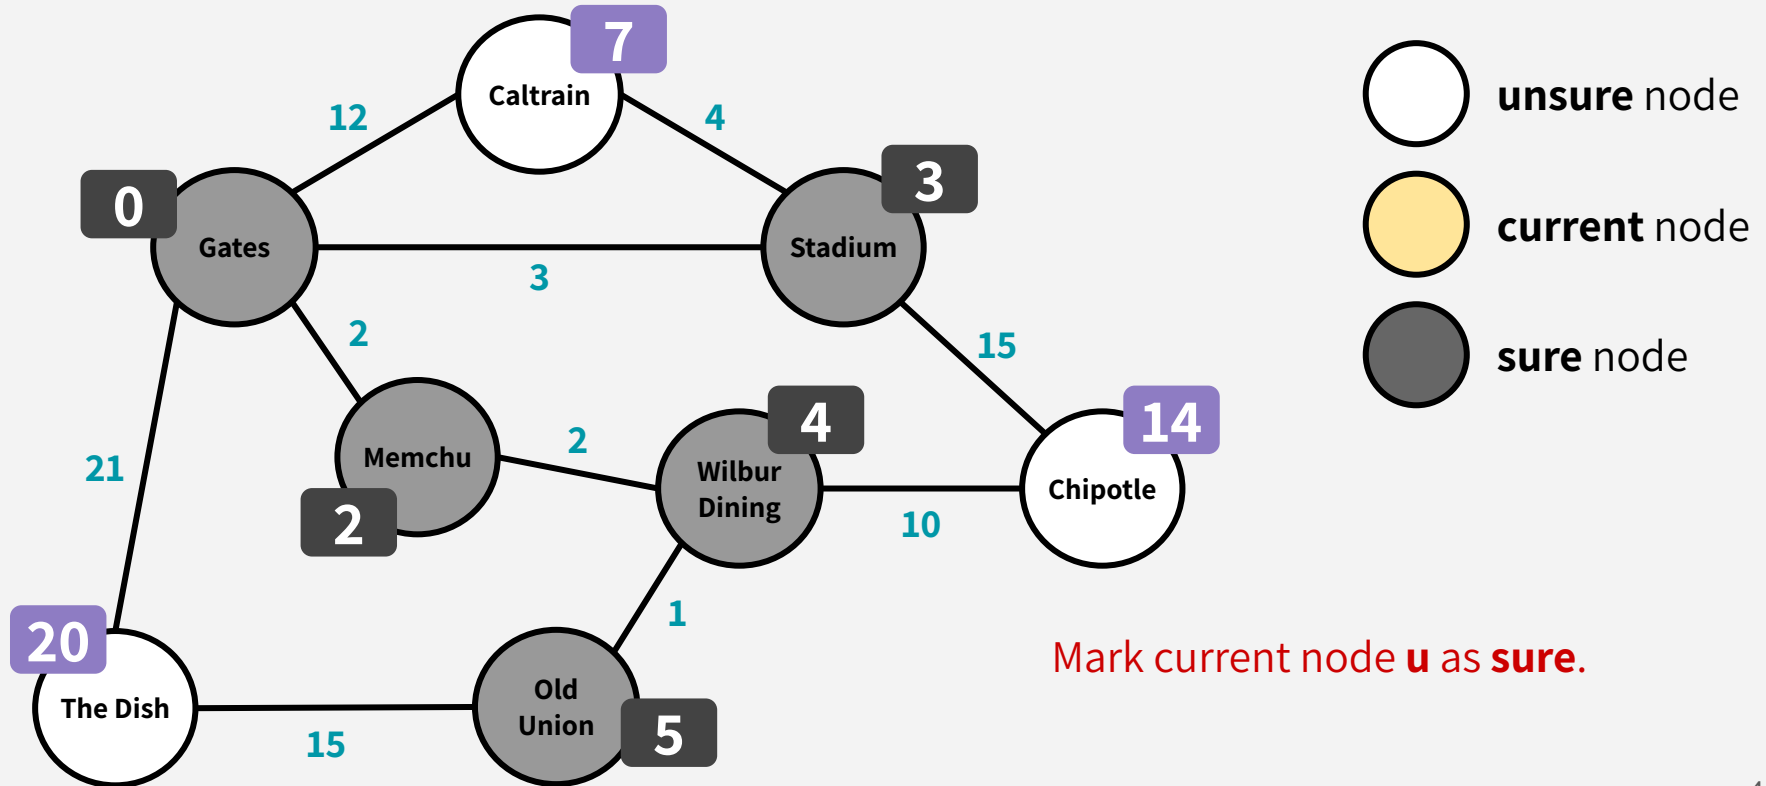 7
Caltrain
12
4
0
3
Gates
Stadium
3
2
15
14
4
2
Memchu
Wilbur
Dining
Chipotle
21
2
10
1
20
The Dish
Old
Union
5
15
unsure node
current node
sure node
Mark current node u as sure.